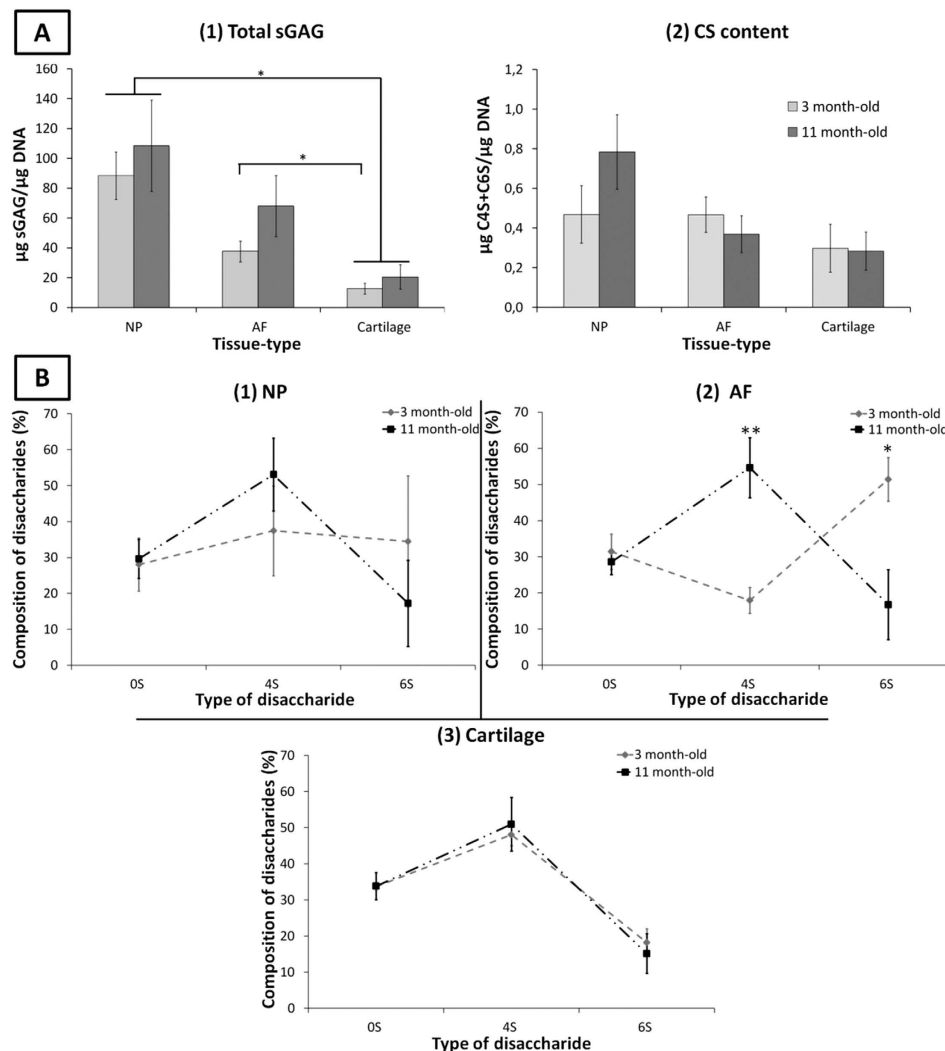 A
(1) Total sGAG
µg sGAG/µg DNA
160
140
120
100
80
60
40
20
0
*
*
NP AF Cartilage
Tissue-type
(2) CS content
µg C4S+C6S/µg DNA
1,2
1,0
0,8
0,6
0,4
0,2
0,0
3 month-old
11 month-old
NP AF Cartilage
Tissue-type
B
(1) NP
Composition of disaccharides (%)
70
60
50
40
30
20
10
0
3 month-old
11 month-old
0S 4S 6S
Type of disaccharide
(2) AF
Composition of disaccharides (%)
70
60
50
40
30
20
10
0
3 month-old
11 month-old
**
*
0S 4S 6S
Type of disaccharide
(3) Cartilage
Composition of disaccharides (%)
70
60
50
40
30
20
10
0
3 month-old
11 month-old
0S 4S 6S
Type of disaccharide